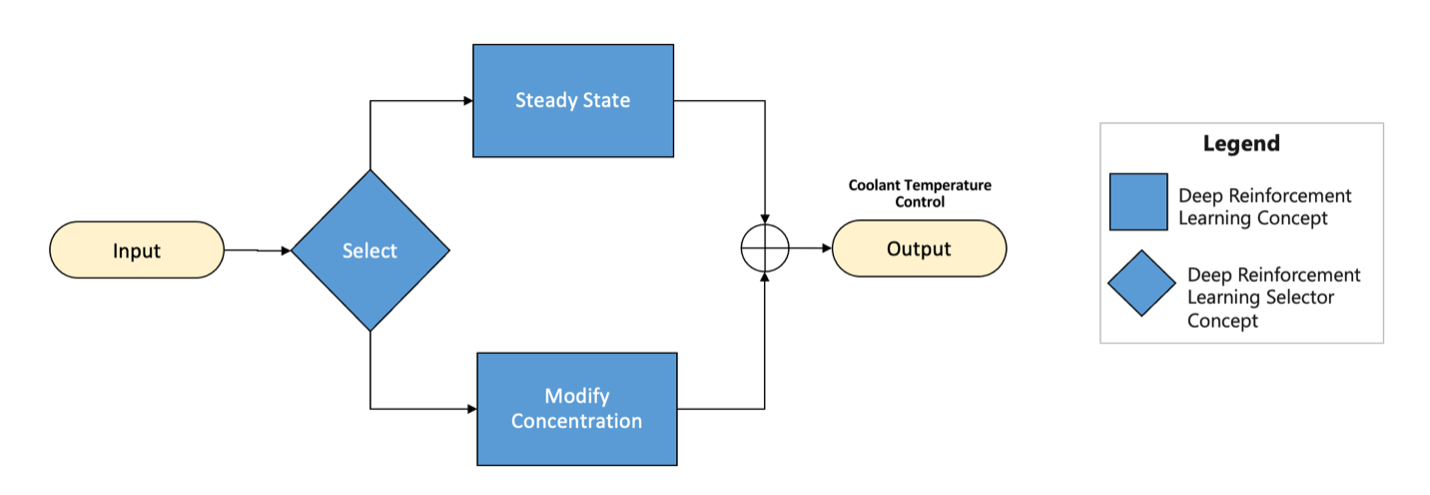 Input
Select
Steady State
Modify
Concentration
Coolant Temperature
Control
Output
Legend
Deep Reinforcement
Learning Concept
Deep Reinforcement
Learning Selector
Concept